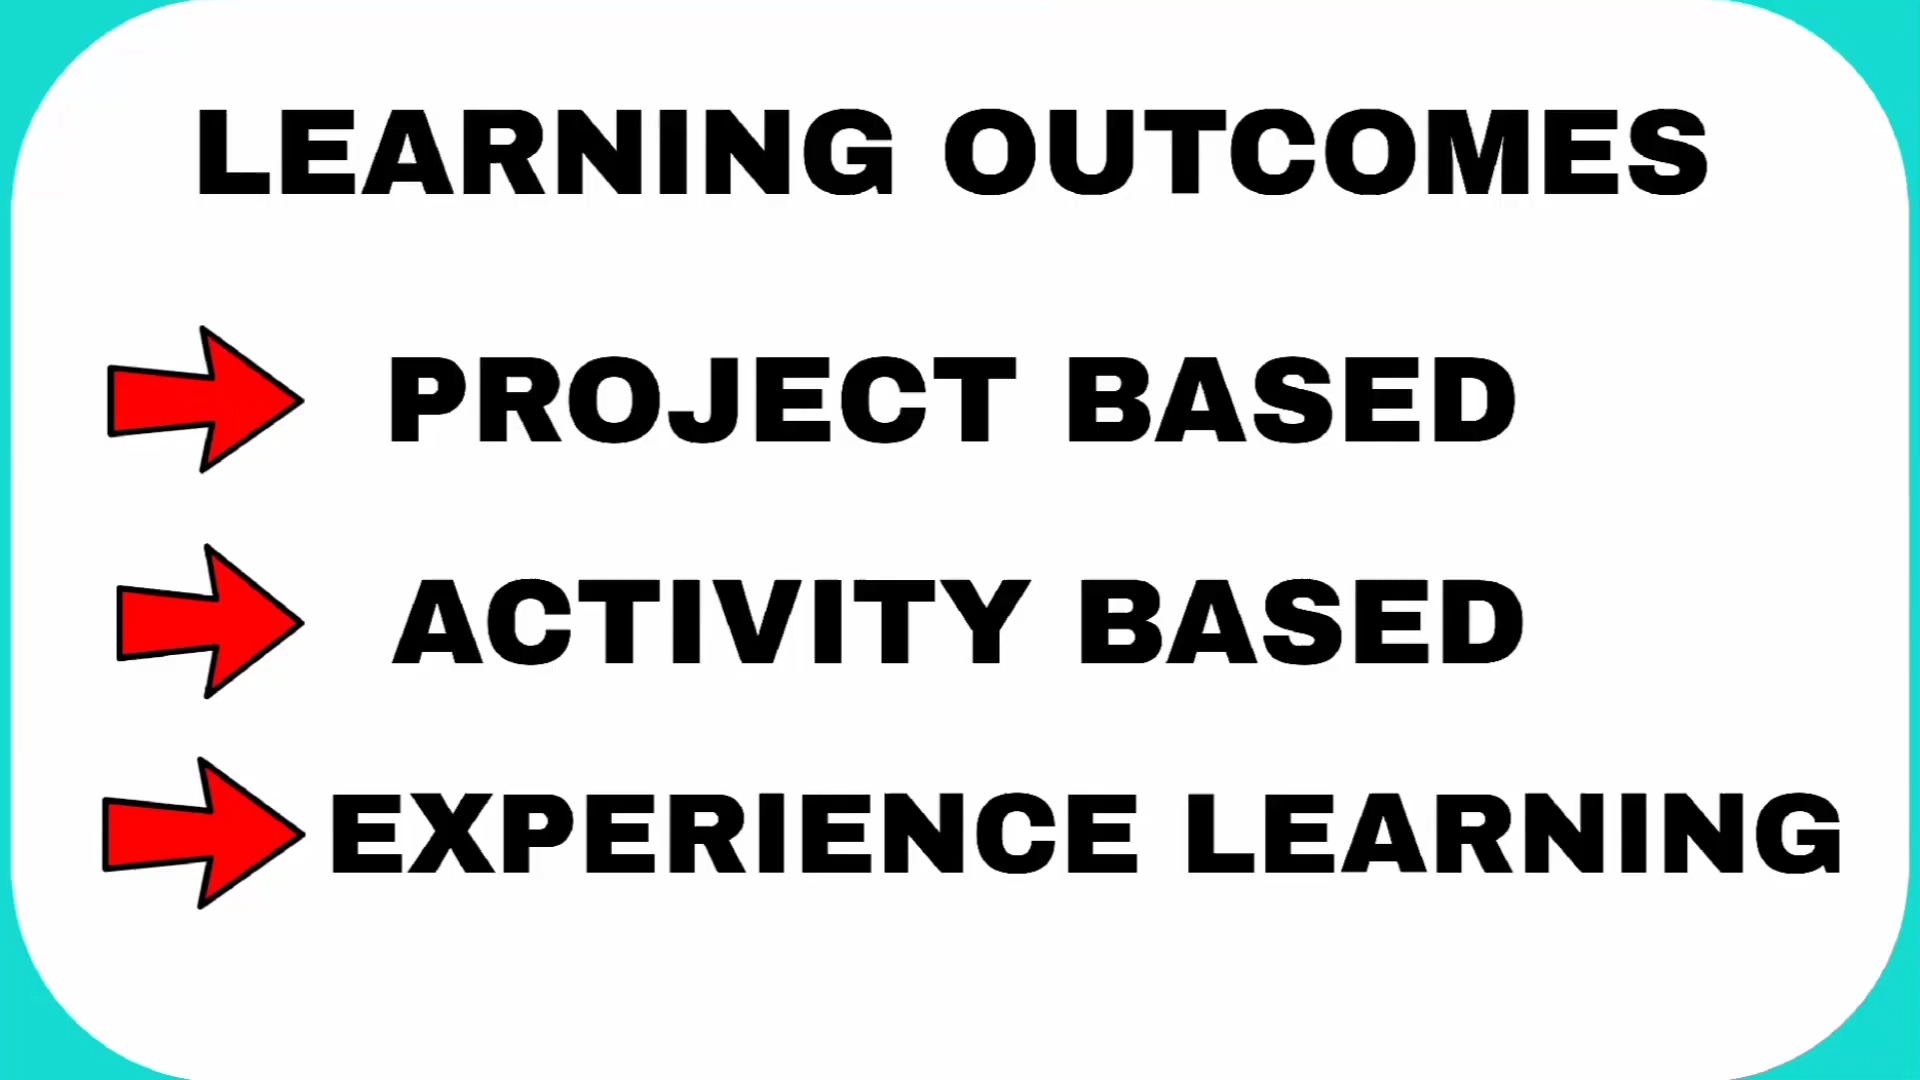 LEARNING OUTCOMES
PROJECT BASED
ACTIVITY BASED
EXPERIENCE LEARNING